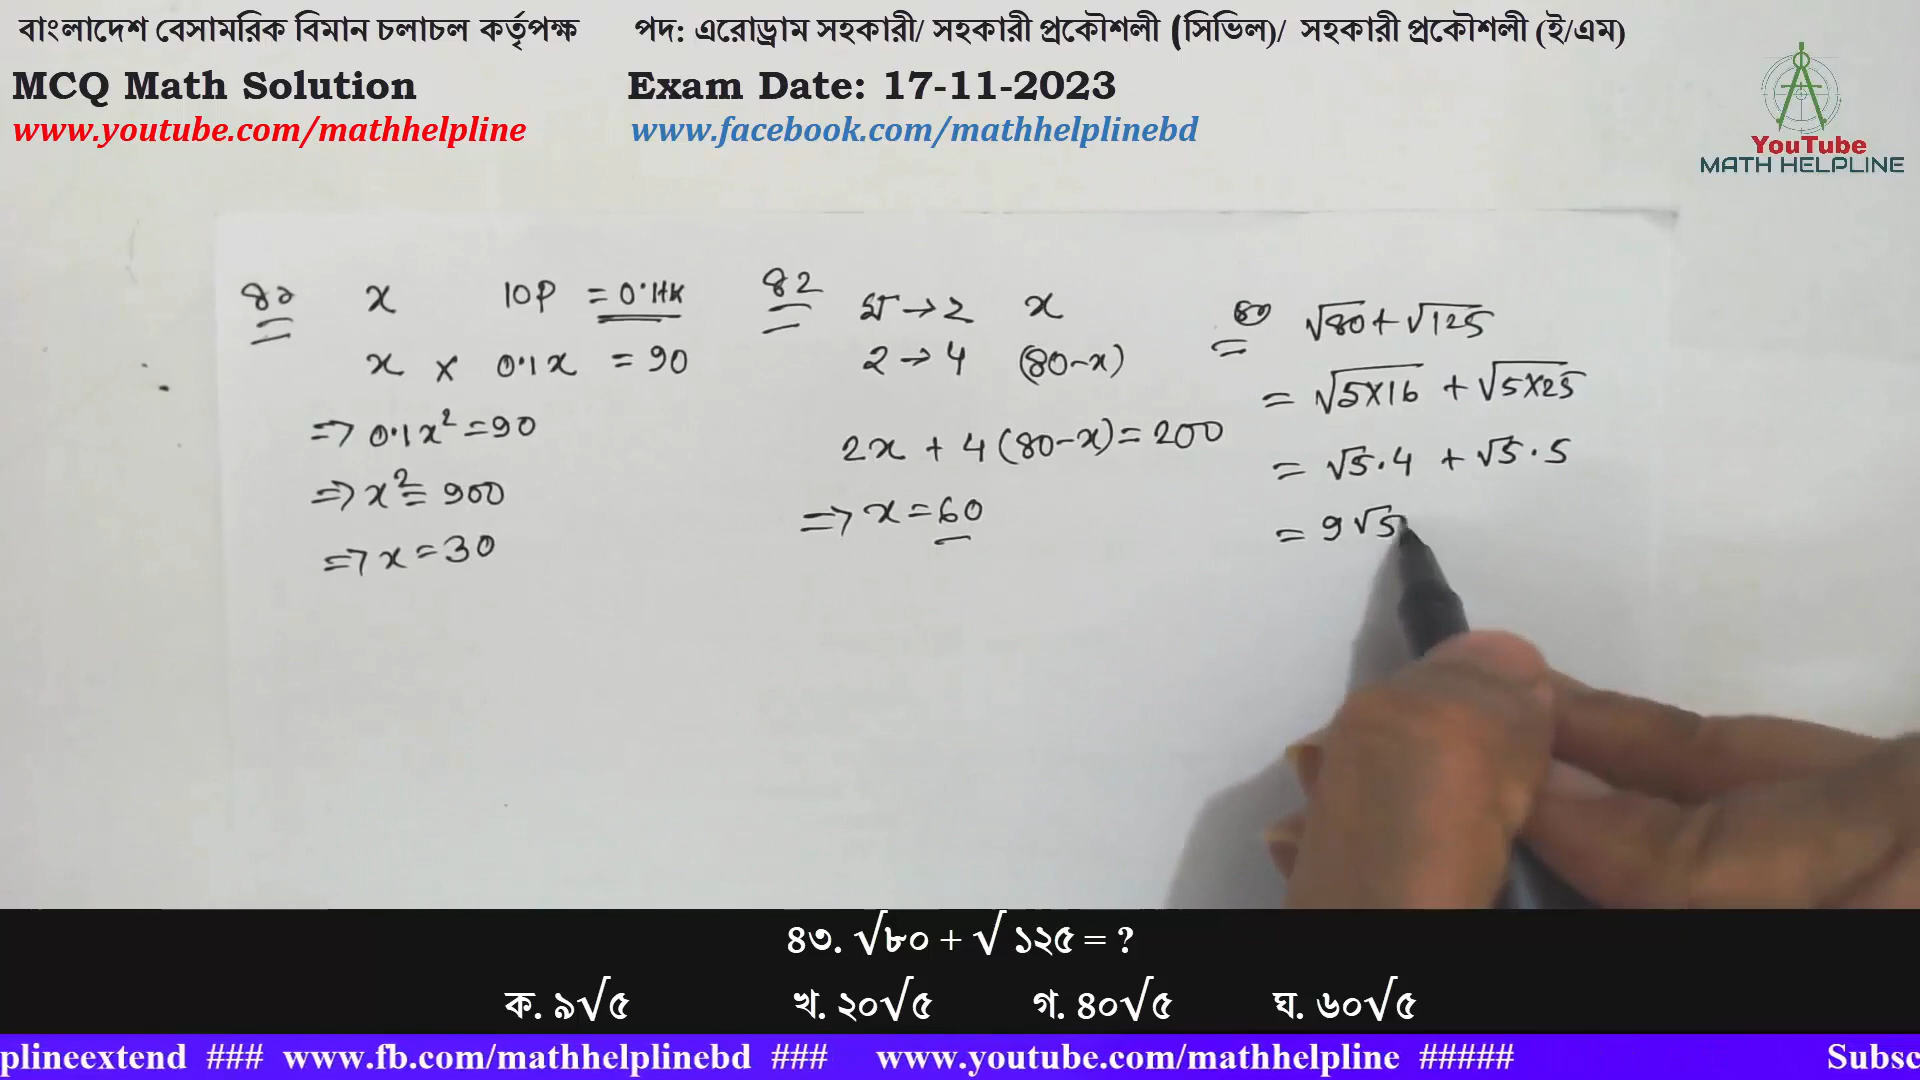 বাংলাদেশ বেসামরিক বিমান চলাচল কর্তৃপক্ষ পদ: এরোড্রাম সহকারী/ সহকারী প্রকৌশলী (সিভিল)/ সহকারী প্রকৌশলী (ই/এম)
MCQ Math Solution Exam Date: 17-11-2023
www.youtube.com/mathhelpline www.facebook.com/mathhelplinebd
YouTube
MATH HELPLINE
৪১ x 10P = 0.1x
x × 0.1x = 90
⇒ 0.1x² = 90
⇒ x² = 900
⇒ x = 30
৪2
→ 2 x
2 → 4 (80-x)
2x + 4(80-x) = 200
⇒ x = 60
৪৩ √80 + √125
= √5×16 + √5×25
= √5·4 + √5·5
= 9√5
৪৩. √৮০ + √ ১২৫ = ?
ক. ৯√৫ খ. ২০√৫ গ. ৪০√৫ ঘ. ৬০√৫
plineextend ### www.fb.com/mathhelplinebd ### www.youtube.com/mathhelpline ##### Subsc